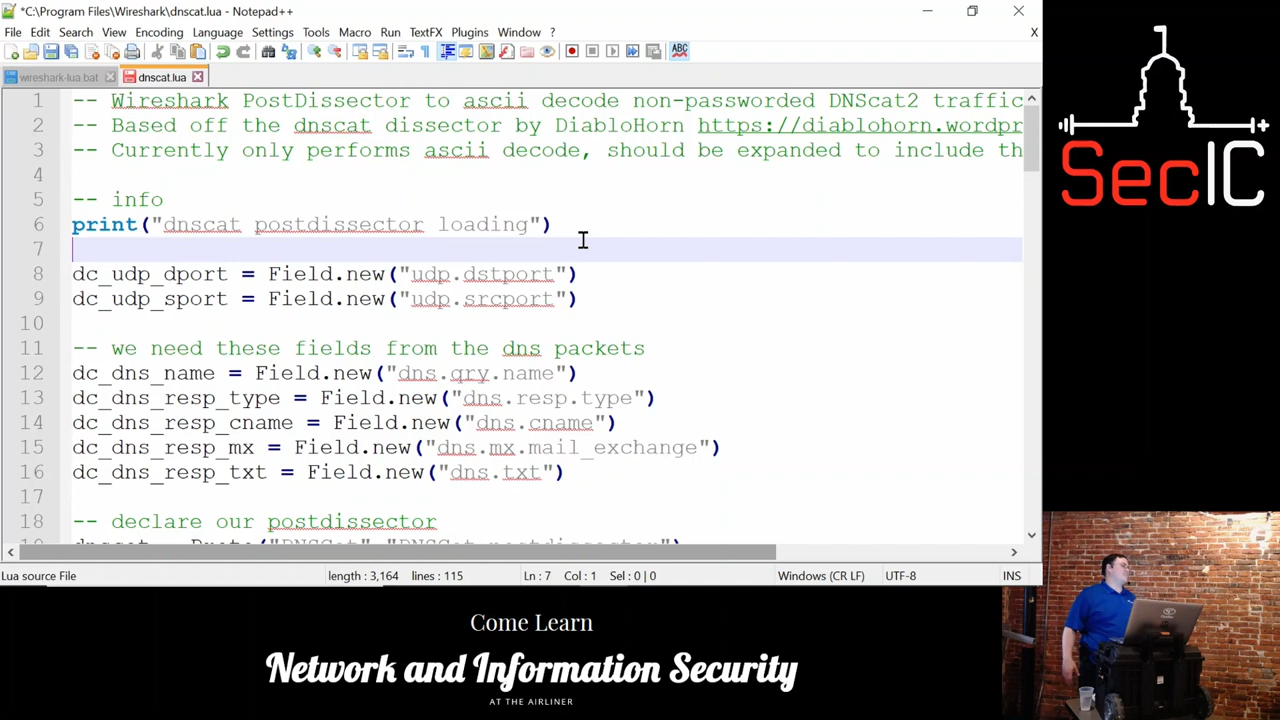 *C:\Program Files\Wireshark\dnscat.lua - Notepad++
File Edit Search View Encoding Language Settings Tools Macro Run TextFX Plugins Window ? X
wireshark-lua.bat dnscat.lua
1 -- Wireshark PostDissector to ascii decode non-passworded DNScat2 traffic
2 -- Based off the dnscat dissector by DiabloHorn https://diablohorn.wordpr
3 -- Currently only performs ascii decode, should be expanded to include th
4
5 -- info
6 print("dnscat postdissector loading")
7
8 dc_udp_dport = Field.new("udp.dstport")
9 dc_udp_sport = Field.new("udp.srcport")
10
11 -- we need these fields from the dns packets
12 dc_dns_name = Field.new("dns.qry.name")
13 dc_dns_resp_type = Field.new("dns.resp.type")
14 dc_dns_resp_cname = Field.new("dns.cname")
15 dc_dns_resp_mx = Field.new("dns.mx.mail_exchange")
16 dc_dns_resp_txt = Field.new("dns.txt")
17
18 -- declare our postdissector
Lua source File length : 3,164 lines : 115 Ln : 7 Col : 1 Sel : 0 | 0 Windows (CR LF) UTF-8 INS
SecIC
Come Learn
Network and Information Security
AT THE AIRLINER